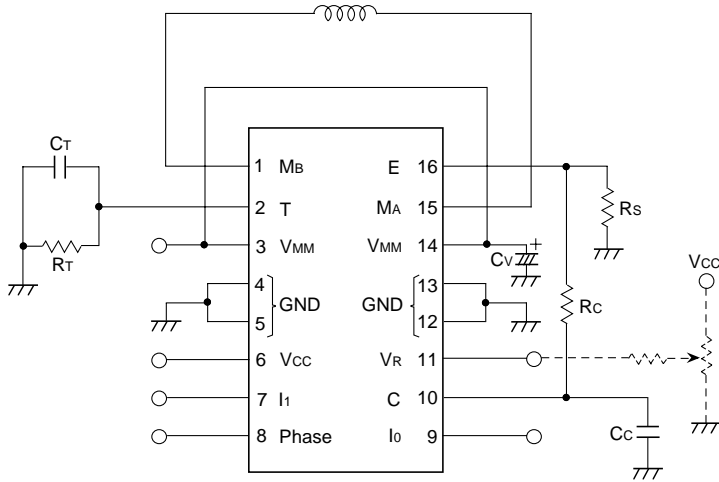 CT
RT
1 MB
2 T
3 VMM
4
5
GND
6 VCC
7 I1
8 Phase
E 16
MA 15
VMM 14
13
12
GND
VR 11
C 10
I0 9
CV
+
RS
RC
VCC
CC